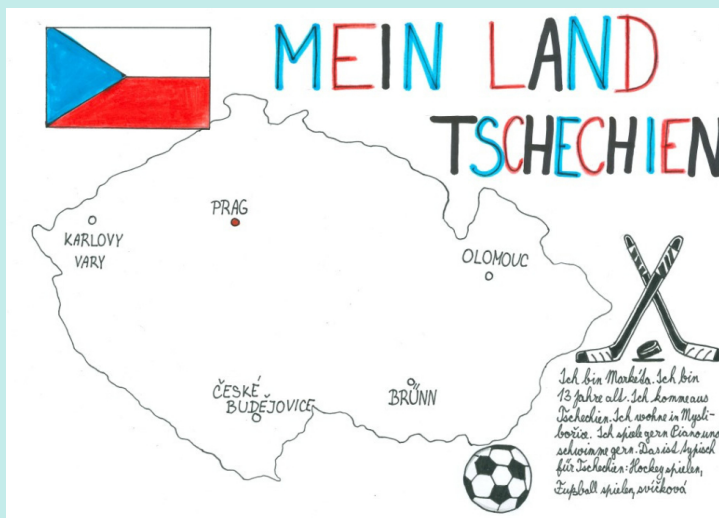 MEIN LAND
TSCHECHIEN
PRAG
KARLOVY
VARY
OLOMOUC
ČESKÉ
BUDĚJOVICE
BRÜNN
Ich bin Markéta. Ich bin
13 Jahre alt. Ich komme aus
Tschechien. Ich wohne in Mysli-
bořice. Ich spiele gern Piano und
schwimme gern. Das ist typisch
für Tschechien: Hockey spielen,
Fußball spielen, svíčková